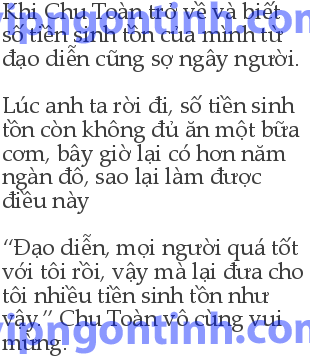 Khi Chu Toàn trở về và biết
số tiền sinh tồn của mình từ
đạo diễn cũng sợ ngây người.
Lúc anh ta rời đi, số tiền sinh
tồn còn không đủ ăn một bữa
cơm, bây giờ lại có hơn năm
ngàn đô, sao lại làm được
điều này
“Đạo diễn, mọi người quá tốt
với tôi rồi, vậy mà lại đưa cho
tôi nhiều tiền sinh tồn như
vậy.” Chu Toàn vô cùng vui
mừng.
vipngontinh.com
vipngontinh.com